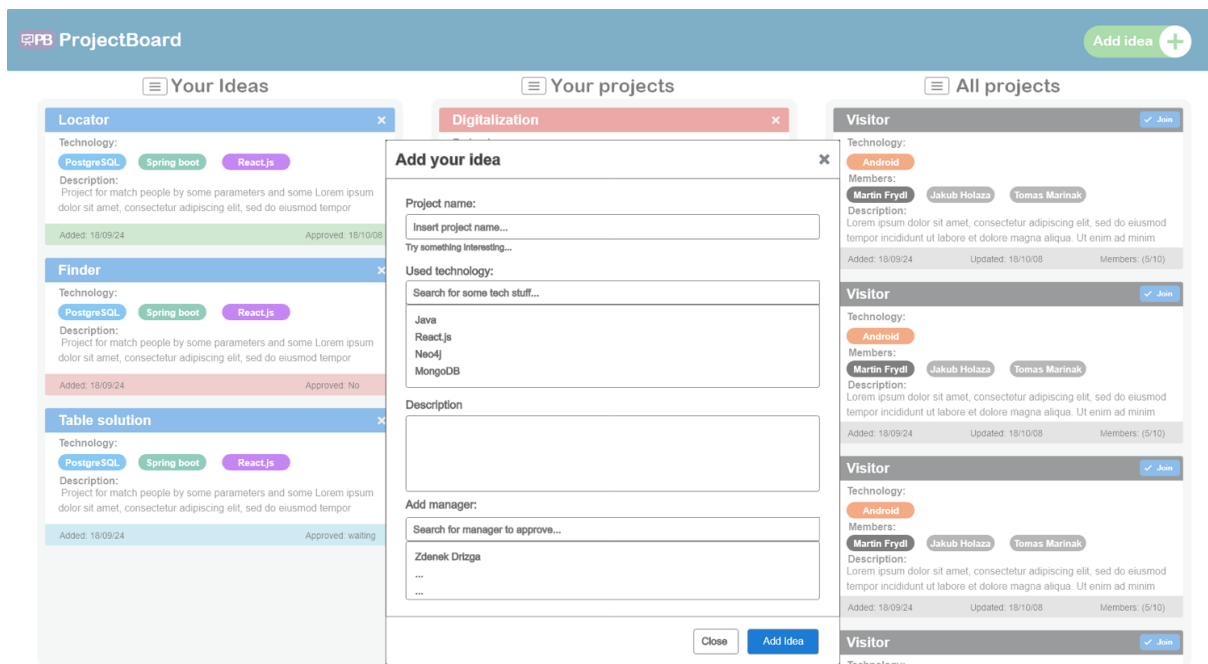 PB ProjectBoard
Add idea
Your Ideas
Your projects
All projects
Locator
Technology:
PostgreSQL Spring boot React.js
Description:
Project for match people by some parameters and some Lorem ipsum
dolor sit amet, consectetur adipiscing elit, sed do eiusmod tempor
Added: 18/09/24 Approved: 18/10/08
Finder
Technology:
PostgreSQL Spring boot React.js
Description:
Project for match people by some parameters and some Lorem ipsum
dolor sit amet, consectetur adipiscing elit, sed do eiusmod tempor
Added: 18/09/24 Approved: No
Table solution
Technology:
PostgreSQL Spring boot React.js
Description:
Project for match people by some parameters and some Lorem ipsum
dolor sit amet, consectetur adipiscing elit, sed do eiusmod tempor
Added: 18/09/24 Approved: waiting
Digitalization
Add your idea
Project name:
Insert project name...
Try something Interesting...
Used technology:
Search for some tech stuff...
Java
React.js
Neo4j
MongoDB
Description
Add manager:
Search for manager to approve...
Zdenek Drizga
...
...
Close Add Idea
Visitor Join
Technology:
Android
Members:
Martin Frydl Jakub Holaza Tomas Marinak
Description:
Lorem ipsum dolor sit amet, consectetur adipiscing elit, sed do eiusmod
tempor incididunt ut labore et dolore magna aliqua. Ut enim ad minim
Added: 18/09/24 Updated: 18/10/08 Members: (5/10)
Visitor Join
Technology:
Android
Members:
Martin Frydl Jakub Holaza Tomas Marinak
Description:
Lorem ipsum dolor sit amet, consectetur adipiscing elit, sed do eiusmod
tempor incididunt ut labore et dolore magna aliqua. Ut enim ad minim
Added: 18/09/24 Updated: 18/10/08 Members: (5/10)
Visitor Join
Technology:
Android
Members:
Martin Frydl Jakub Holaza Tomas Marinak
Description:
Lorem ipsum dolor sit amet, consectetur adipiscing elit, sed do eiusmod
tempor incididunt ut labore et dolore magna aliqua. Ut enim ad minim
Added: 18/09/24 Updated: 18/10/08 Members: (5/10)
Visitor Join